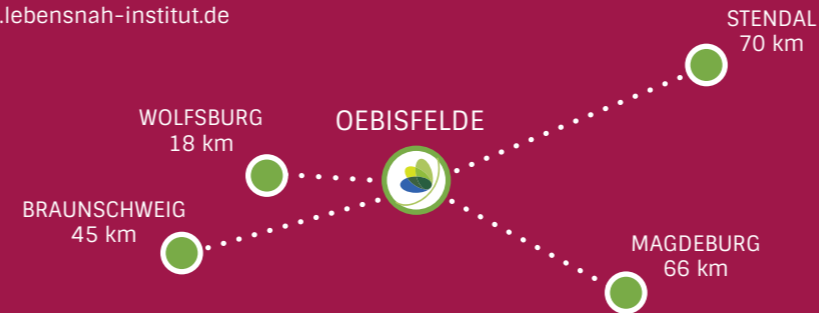 .lebensnah-institut.de
STENDAL
70 km
WOLFSBURG
18 km
OEBISFELDE
BRAUNSCHWEIG
45 km
MAGDEBURG
66 km